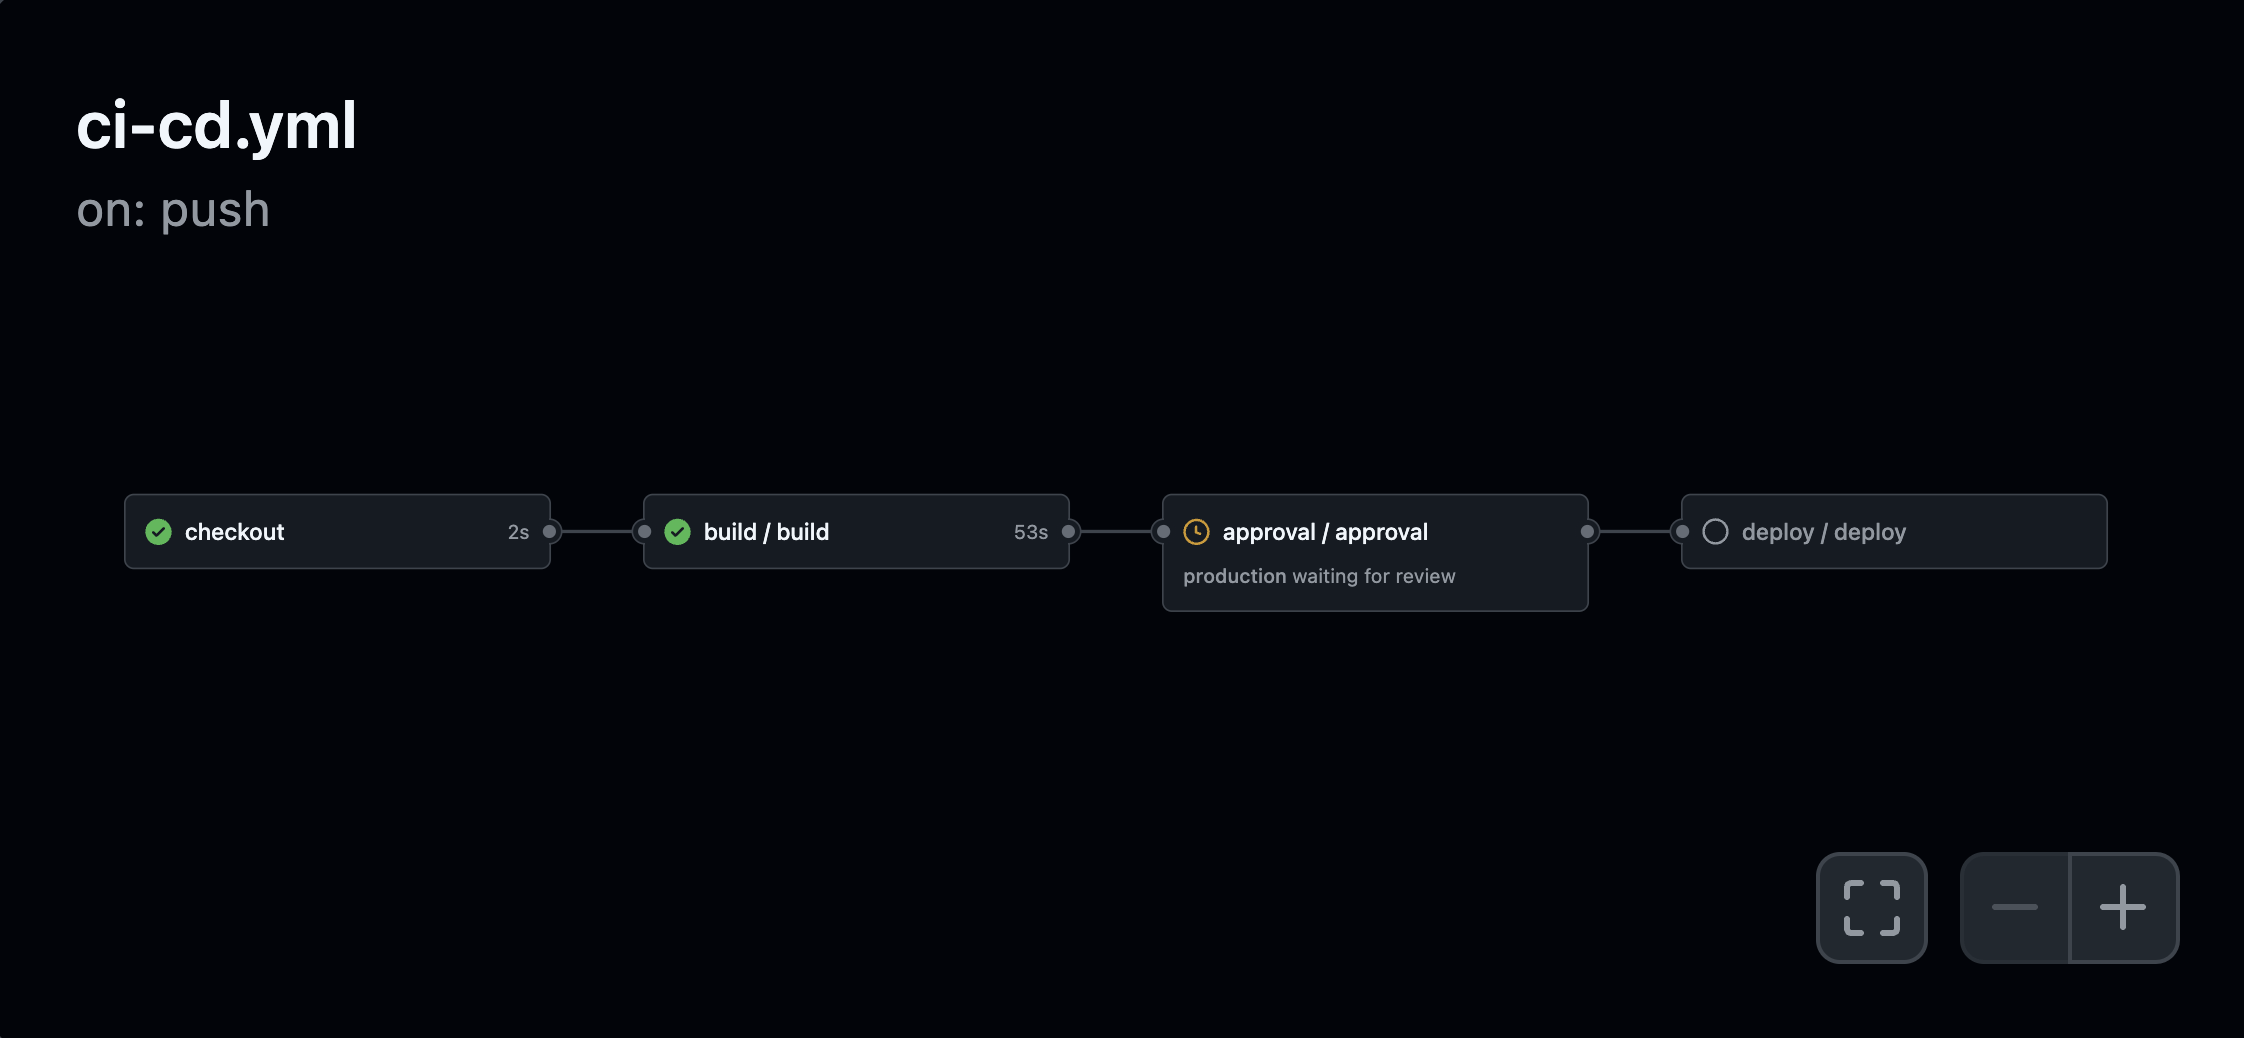 ci-cd.yml
on: push
checkout 2s
build / build 53s
approval / approval
production waiting for review
deploy / deploy